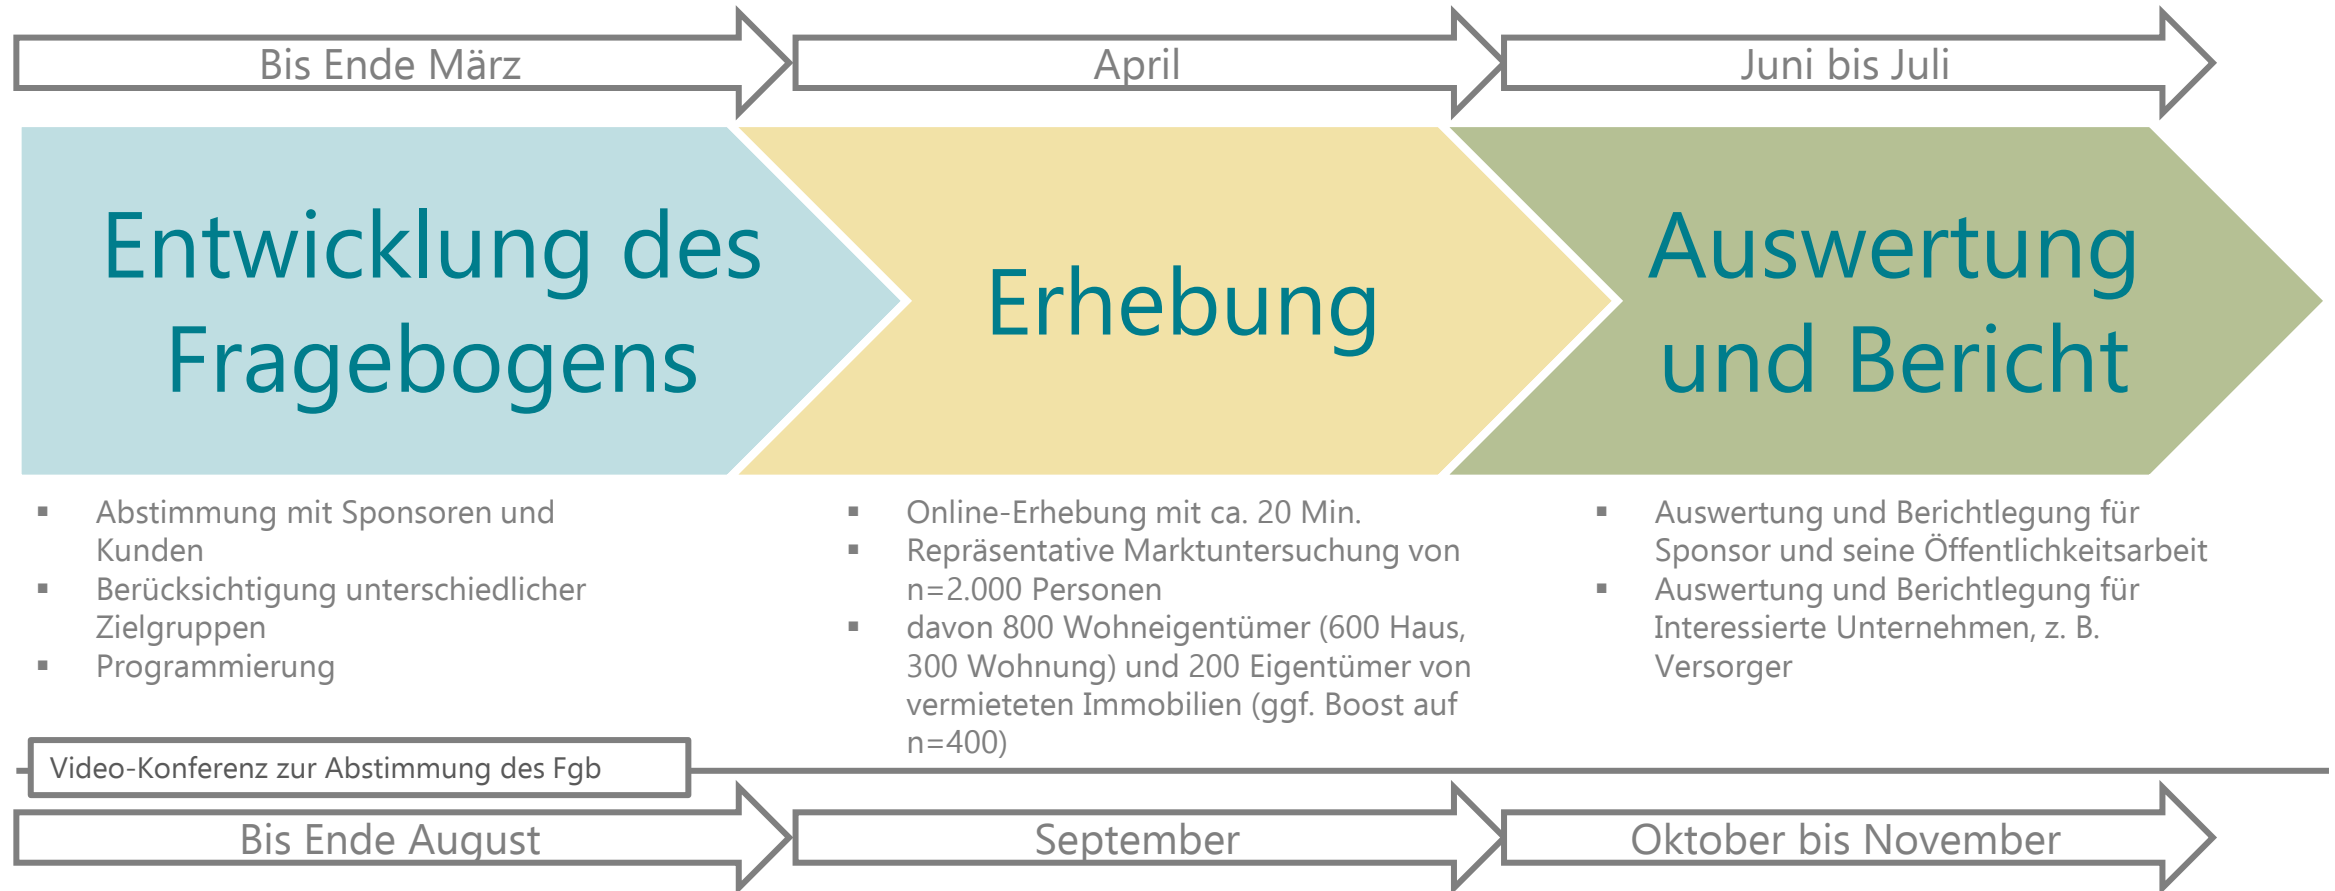 Bis Ende März
April
Juni bis Juli
Entwicklung des
Fragebogens
Erhebung
Auswertung
und Bericht
▪ Abstimmung mit Sponsoren und
Kunden
▪ Berücksichtigung unterschiedlicher
Zielgruppen
▪ Programmierung
▪ Online-Erhebung mit ca. 20 Min.
▪ Repräsentative Marktuntersuchung von
n=2.000 Personen
▪ davon 800 Wohneigentümer (600 Haus,
300 Wohnung) und 200 Eigentümer von
vermieteten Immobilien (ggf. Boost auf
n=400)
▪ Auswertung und Berichtlegung für
Sponsor und seine Öffentlichkeitsarbeit
▪ Auswertung und Berichtlegung für
Interessierte Unternehmen, z. B.
Versorger
Video-Konferenz zur Abstimmung des Fgb
Bis Ende August
September
Oktober bis November